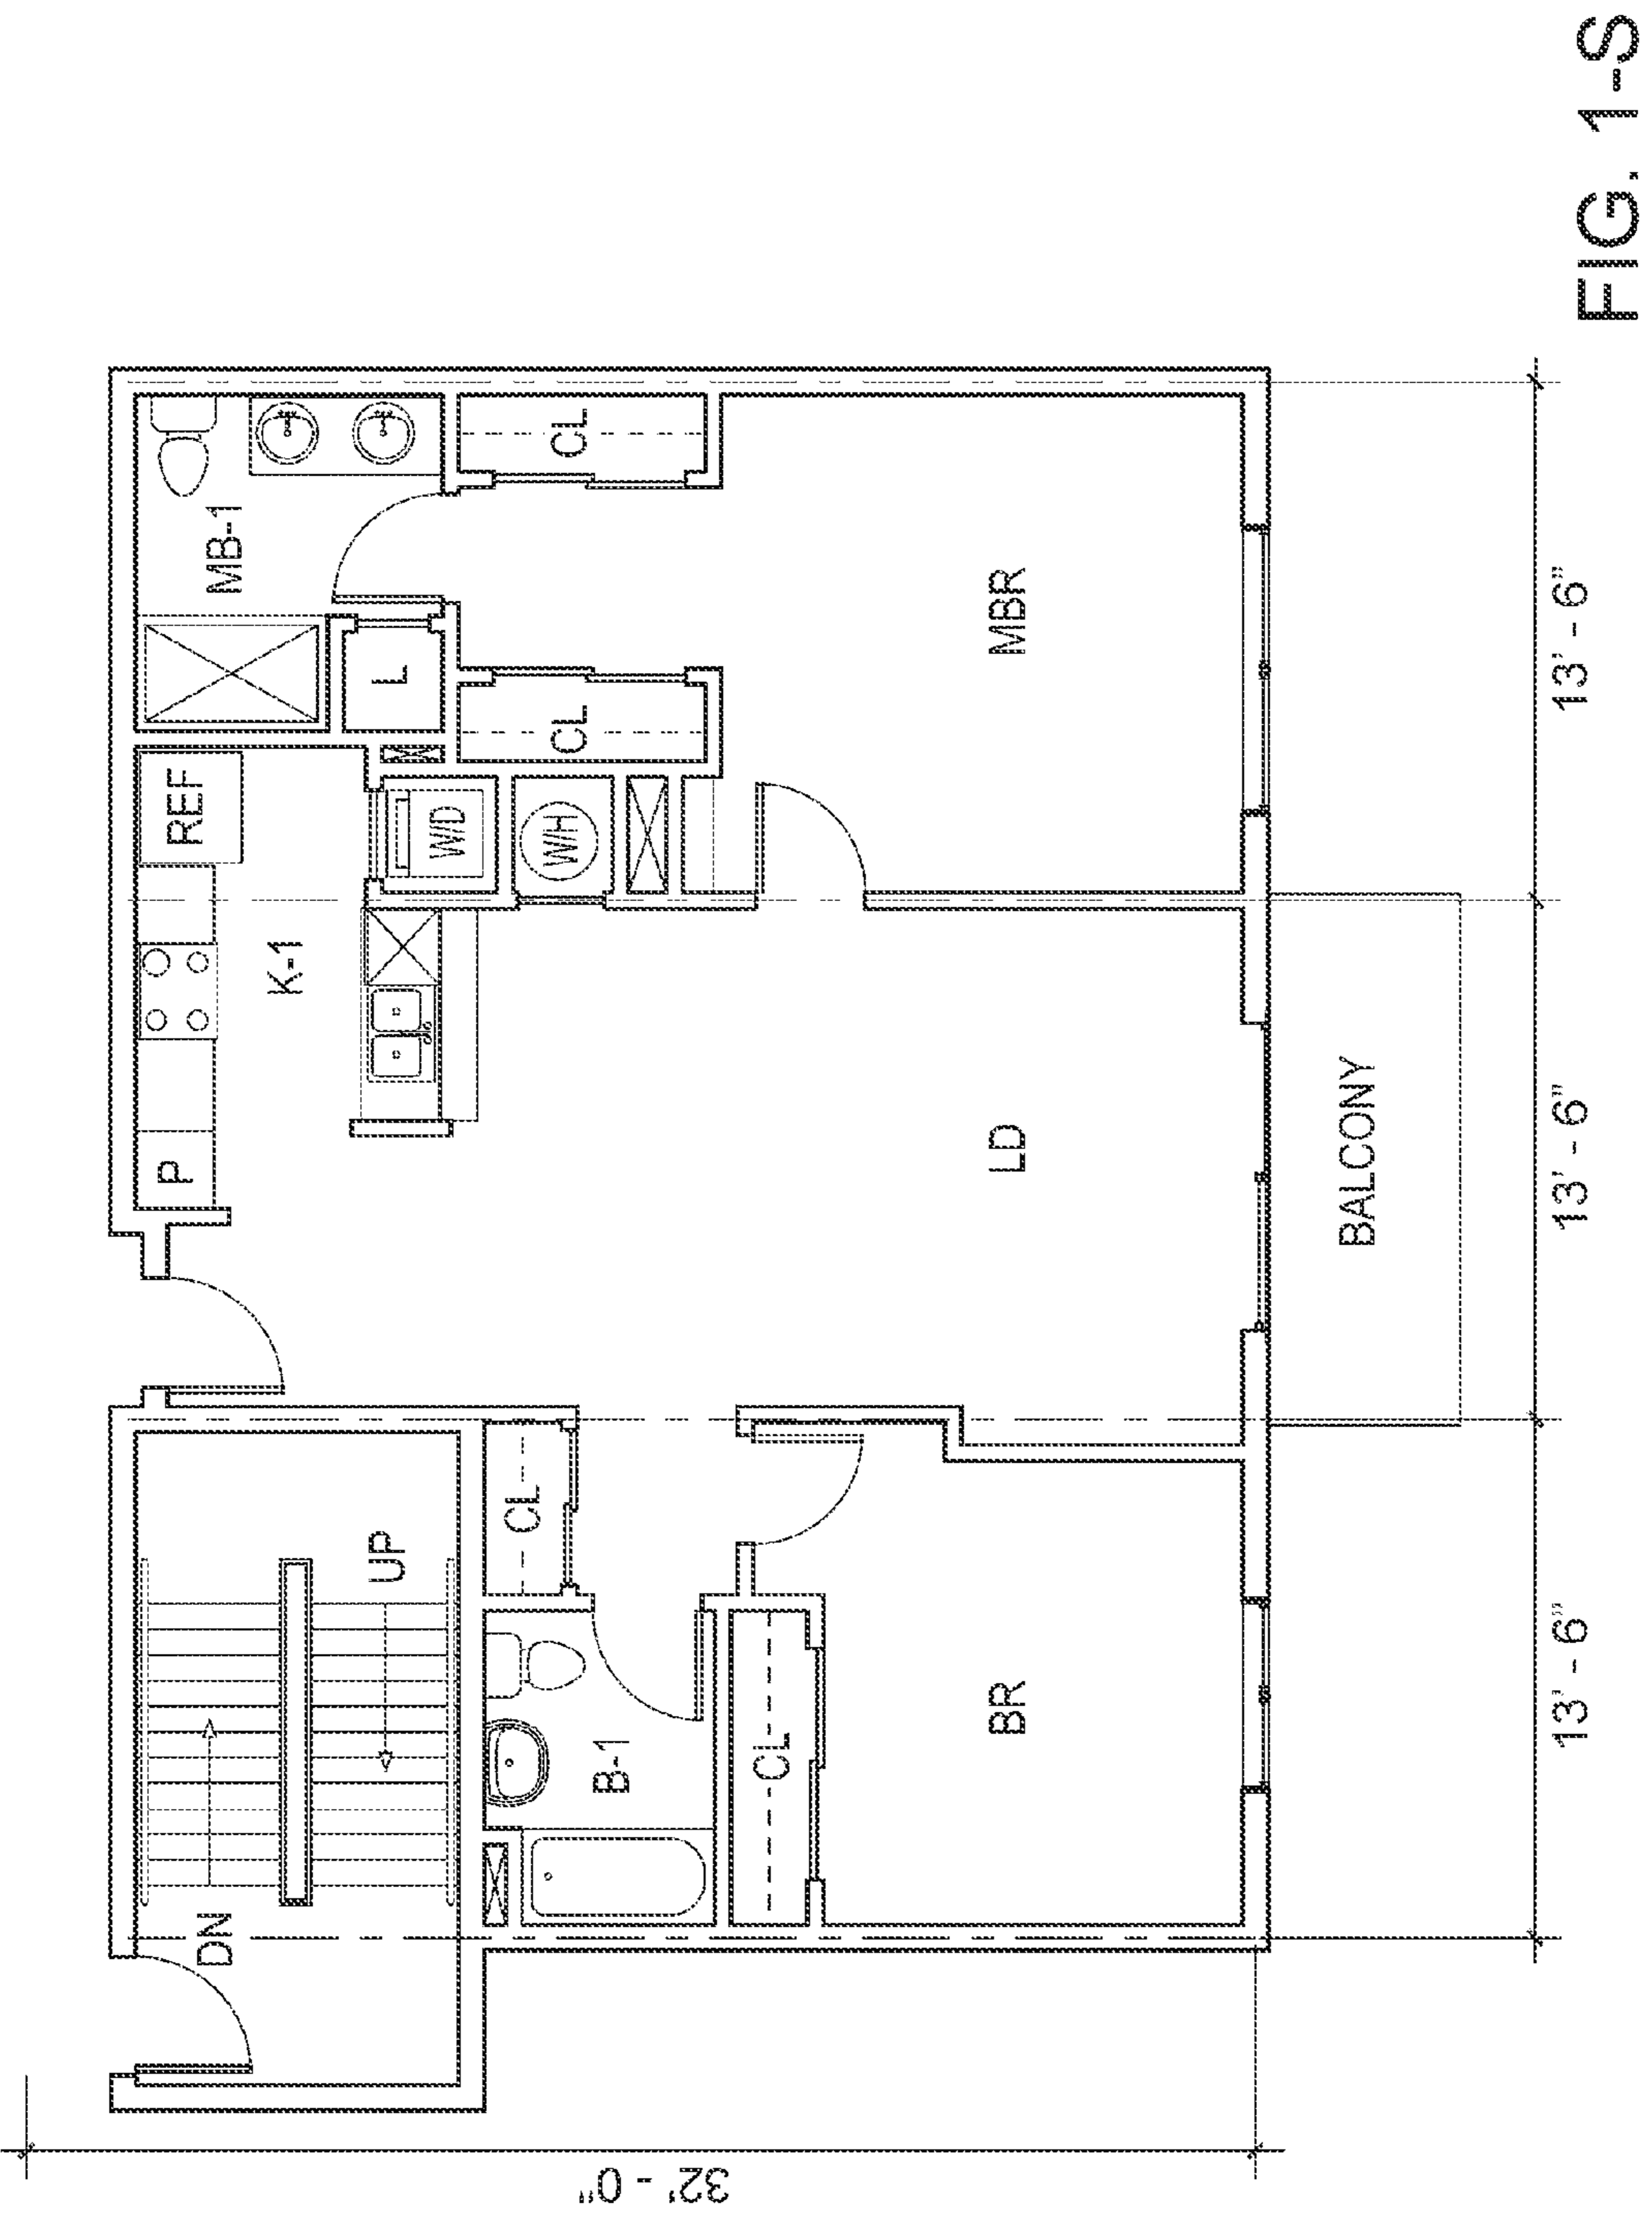 P
REF
DN
MB-1
K-1
UP
L
W/D
CL
W/H
CL
CL
B-1
32' - 0"
CL
BR
LD
MBR
BALCONY
13' - 6"
13' - 6"
13' - 6"
FIG. 1-S